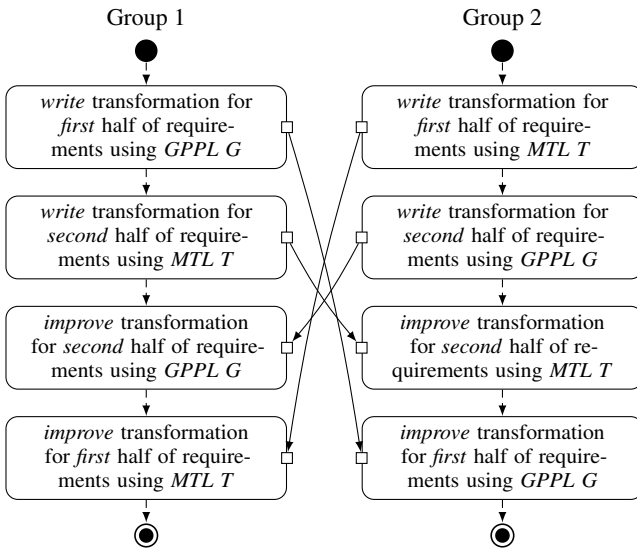 Group 1
write transformation for
first half of require-
ments using GPPL G
write transformation for
second half of require-
ments using MTL T
improve transformation
for second half of require-
ments using GPPL G
improve transformation
for first half of require-
ments using MTL T
Group 2
write transformation for
first half of require-
ments using MTL T
write transformation for
second half of require-
ments using GPPL G
improve transformation
for second half of re-
quirements using MTL T
improve transformation
for first half of require-
ments using GPPL G